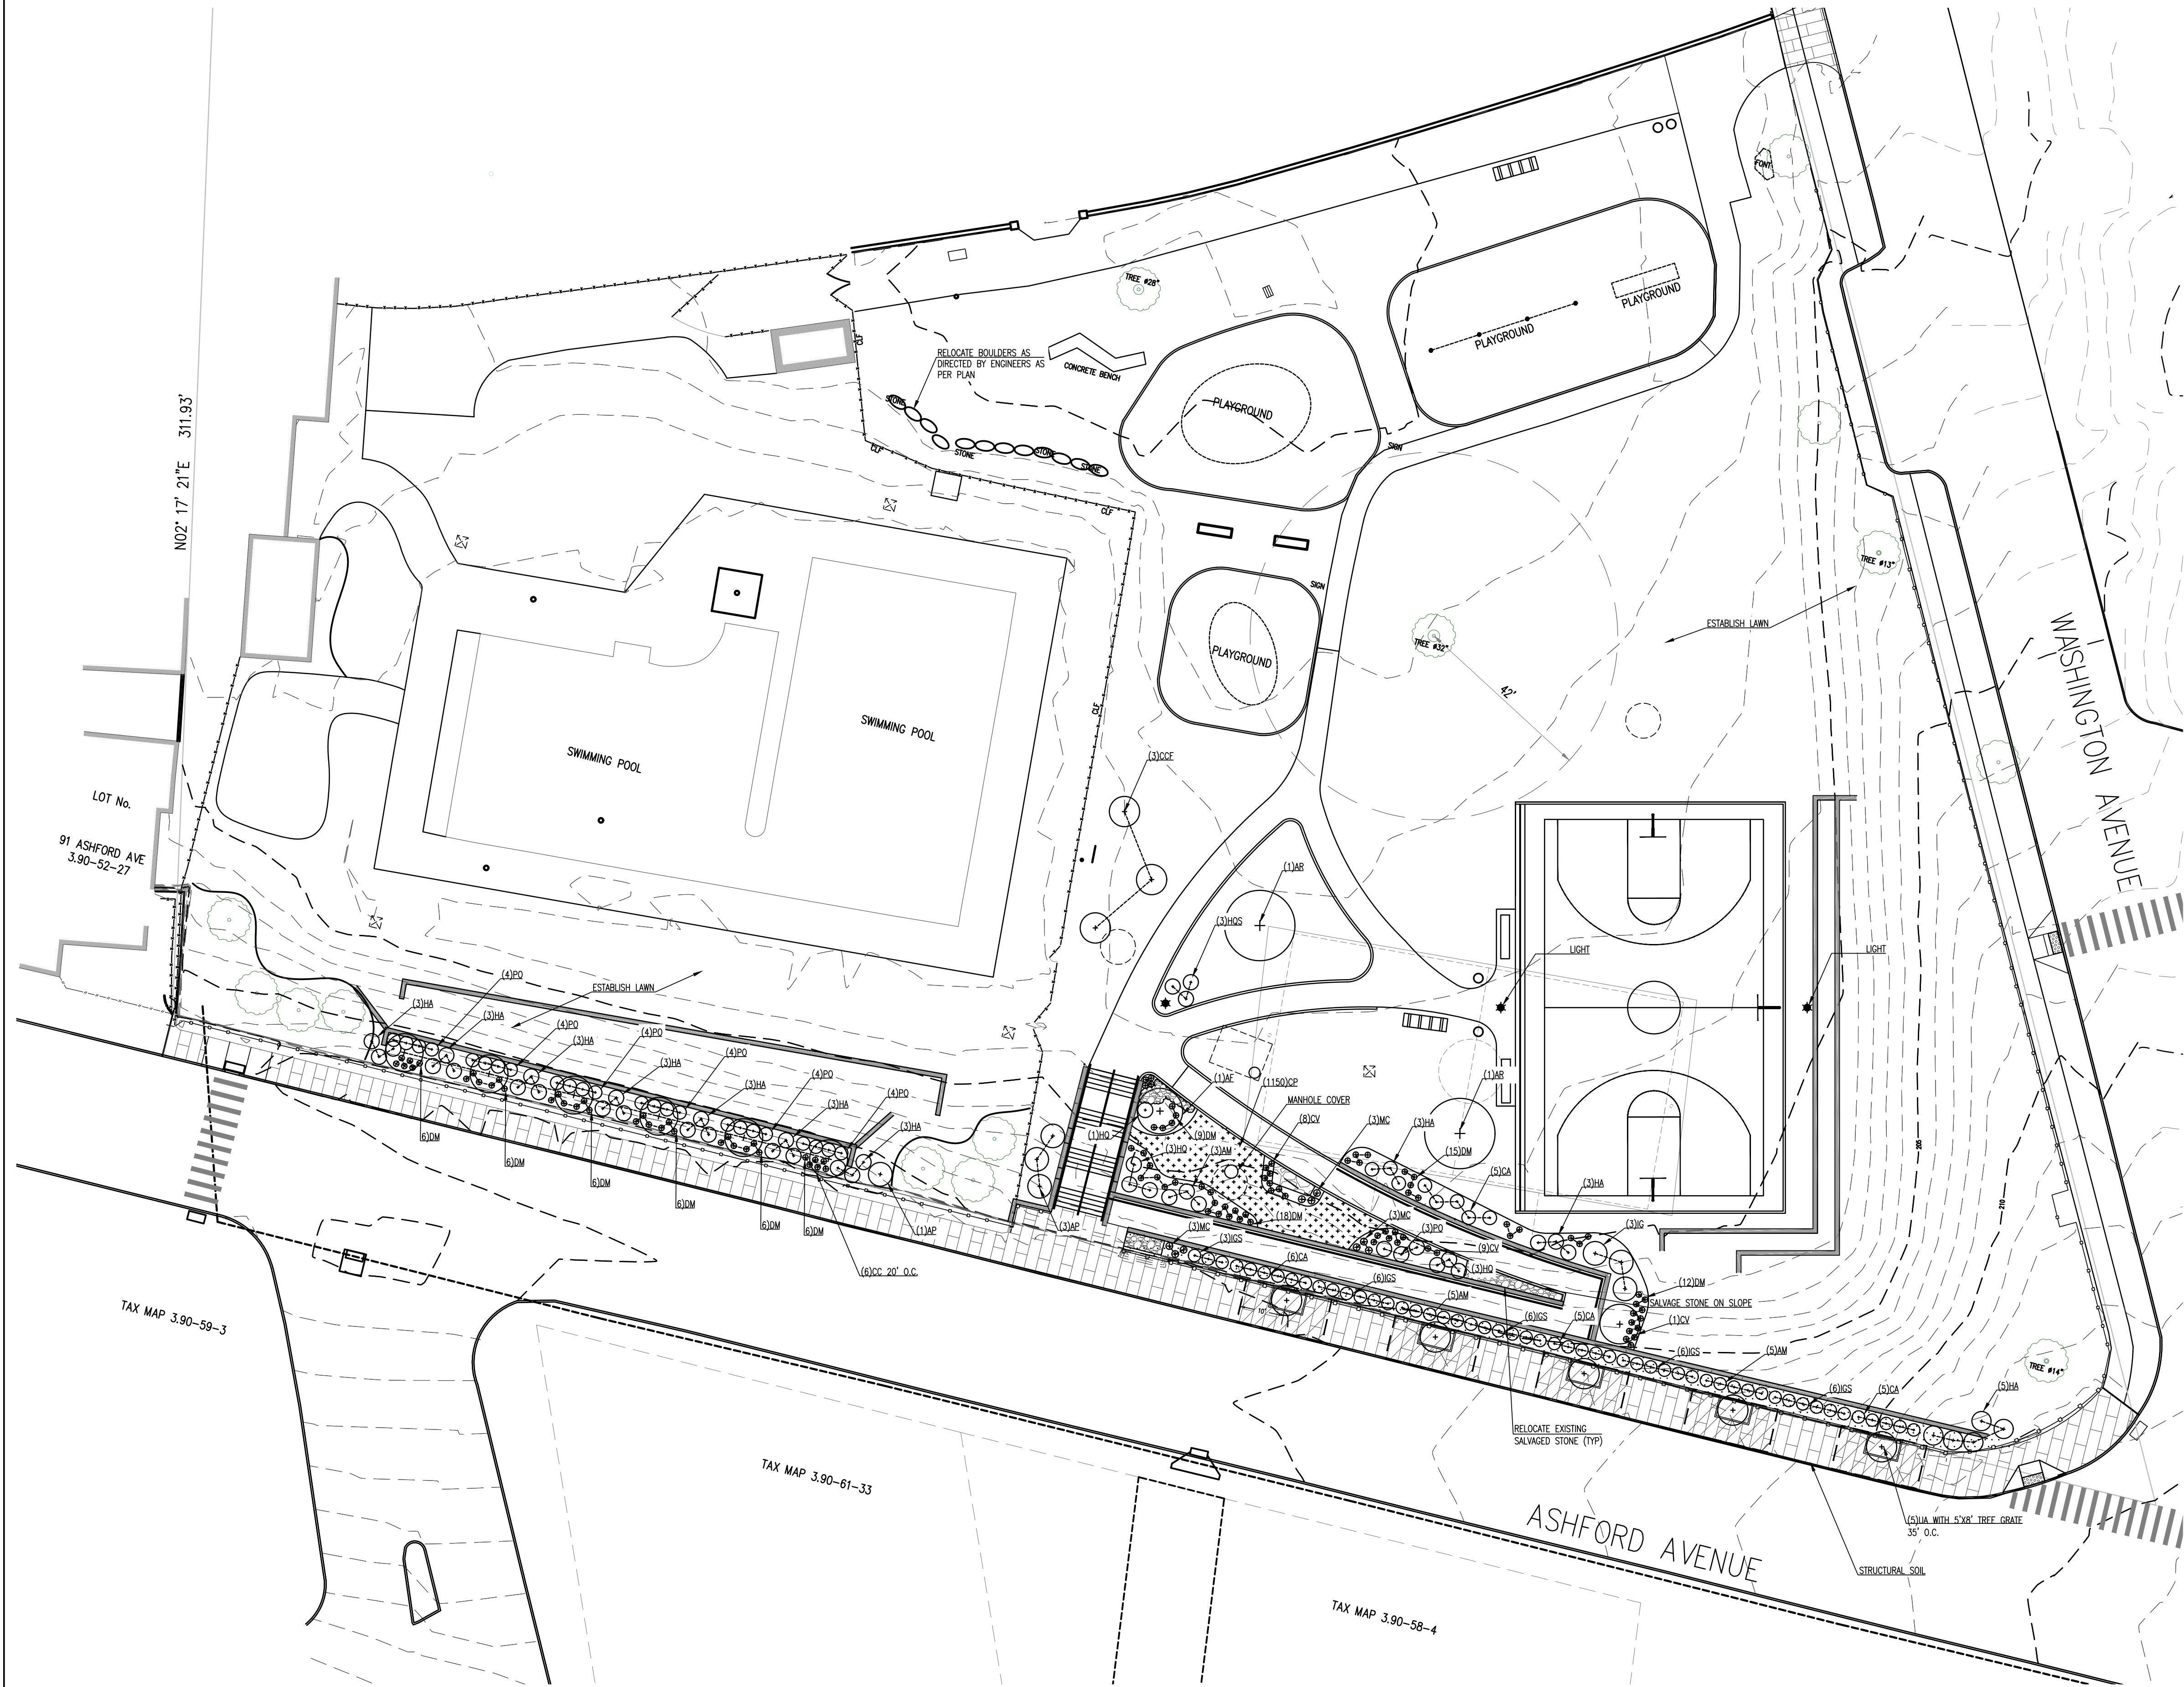 FONT
TREE #28"
PLAYGROUND
PLAYGROUND
RELOCATE BOULDERS AS
DIRECTED BY ENGINEERS AS
PER PLAN
CONCRETE BENCH
CLF
STONE
STONE
STONE
STONE
CLF
CLF
PLAYGROUND
SIGN
N02° 17' 21"E 311.93'
SIGN
TREE #13"
ESTABLISH LAWN
TREE #32"
42'
PLAYGROUND
CLF
WASHINGTON AVENUE
SWIMMING POOL
SWIMMING POOL
(3)CCF
LOT No.
91 ASHFORD AVE
3.90-52-27
(1)AR
(3)HQS
LIGHT
LIGHT
(4)PO
ESTABLISH LAWN
(3)HA
(3)HA
(4)PO
(3)HA
(4)PO
(3)HA
(4)PO
(3)HA
(4)PO
(3)HA
(4)PO
(3)HA
6)DM
6)DM
6)DM
6)DM
6)DM
6)DM
(1)AP
(6)CC 20' O.C.
(3)AP
(1)AR
(1)AF
(1150)CP
MANHOLE COVER
(8)CV
(3)MC
(3)HA
(1)HQ
(9)DM
(3)HQ
(3)AM
(15)DM
(5)CA
(3)HA
(18)DM
(3)MC
(3)PO
(3)IG
(9)CV
(3)HQ
(3)MC
(3)IGS
(6)CA
(6)IGS
(5)AM
(6)IGS
(5)CA
(12)DM
SALVAGE STONE ON SLOPE
(1)CV
(6)IGS
(5)AM
(6)IGS
(5)CA
(5)HA
TREE #14"
205
210
10'
RELOCATE EXISTING
SALVAGED STONE (TYP)
TAX MAP 3.90-59-3
TAX MAP 3.90-61-33
TAX MAP 3.90-58-4
ASHFORD AVENUE
(5)UA WITH 5'X8' TREE GRATE
35' O.C.
STRUCTURAL SOIL